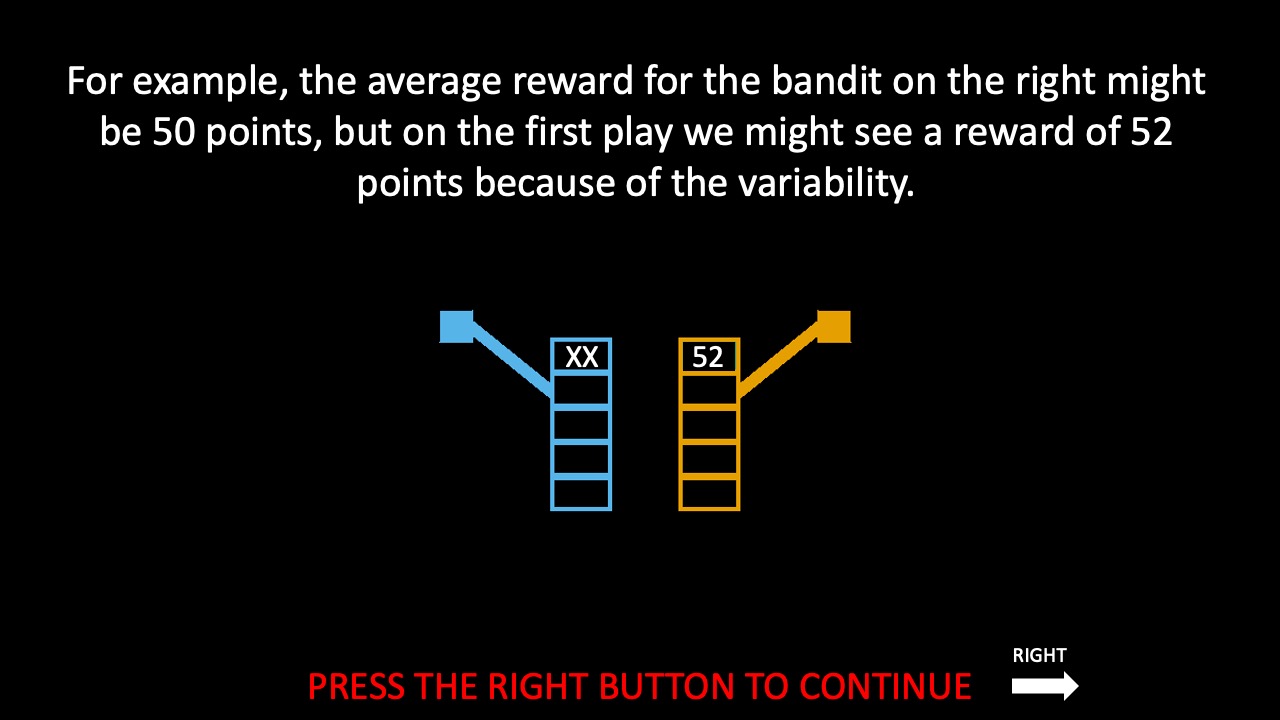 For example, the average reward for the bandit on the right might
be 50 points, but on the first play we might see a reward of 52
points because of the variability.
XX 52
RIGHT
PRESS THE RIGHT BUTTON TO CONTINUE